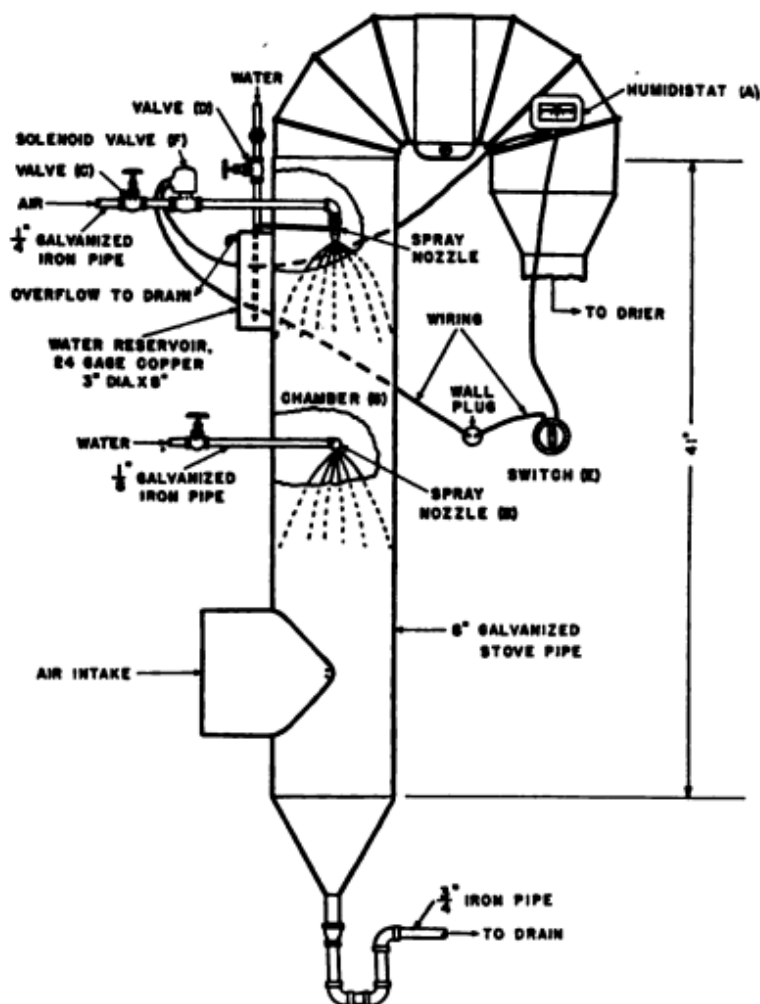 WATER
HUMIDISTAT (A)
VALVE (D)
SOLENOID VALVE (F)
VALVE (C)
AIR
1/4" GALVANIZED
IRON PIPE
SPRAY
NOZZLE
OVERFLOW TO DRAIN
TO DRIER
WATER RESERVOIR,
24 GAGE COPPER
3" DIA. X 8"
WIRING
CHAMBER (B)
WALL
PLUG
41"
WATER
SWITCH (E)
1/8" GALVANIZED
IRON PIPE
SPRAY
NOZZLE (B)
8" GALVANIZED
STOVE PIPE
AIR INTAKE
3/4" IRON PIPE
TO DRAIN